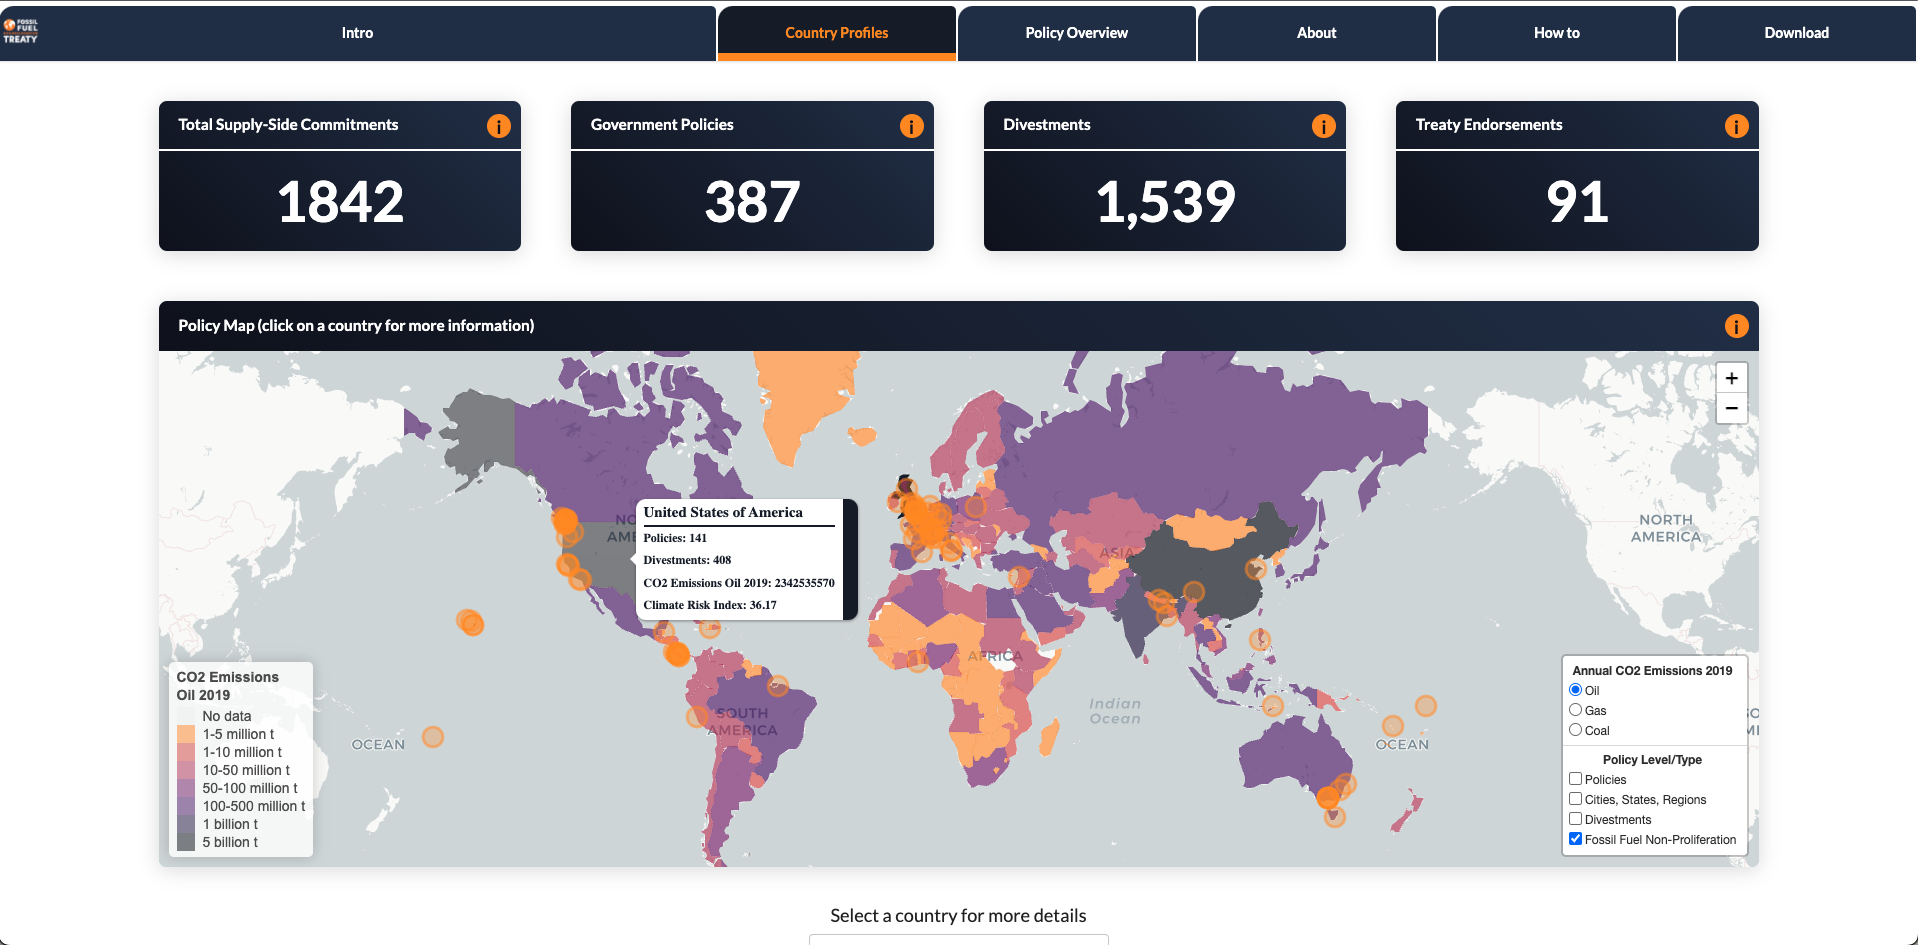 FOSSIL
FUEL
TREATY
Intro
Country Profiles
Policy Overview
About
How to
Download
Total Supply-Side Commitments
i
1842
Government Policies
i
387
Divestments
i
1,539
Treaty Endorsements
i
91
Policy Map (click on a country for more information)
i
+
−
NO
AME
United States of America
Policies: 141
Divestments: 408
CO2 Emissions Oil 2019: 2342535570
Climate Risk Index: 36.17
ASIA
NORTH
AMERICA
AFRICA
SOUTH
AMERICA
Indian
Ocean
OCEAN
OCEAN
CO2 Emissions
Oil 2019
No data
1-5 million t
1-10 million t
10-50 million t
50-100 million t
100-500 million t
1 billion t
5 billion t
Annual CO2 Emissions 2019
Oil
Gas
Coal
Policy Level/Type
Policies
Cities, States, Regions
Divestments
Fossil Fuel Non-Proliferation
Select a country for more details